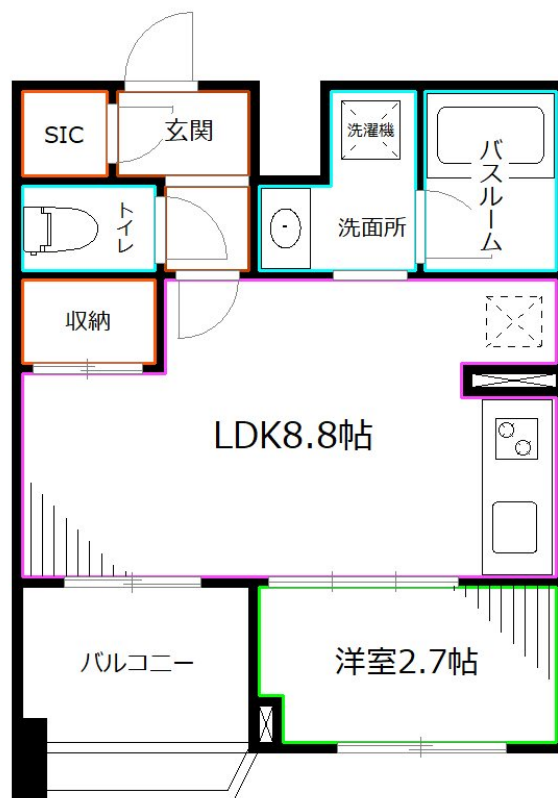 SIC
玄関
洗濯機
バスルーム
トイレ
洗面所
収納
LDK8.8帖
バルコニー
洋室2.7帖